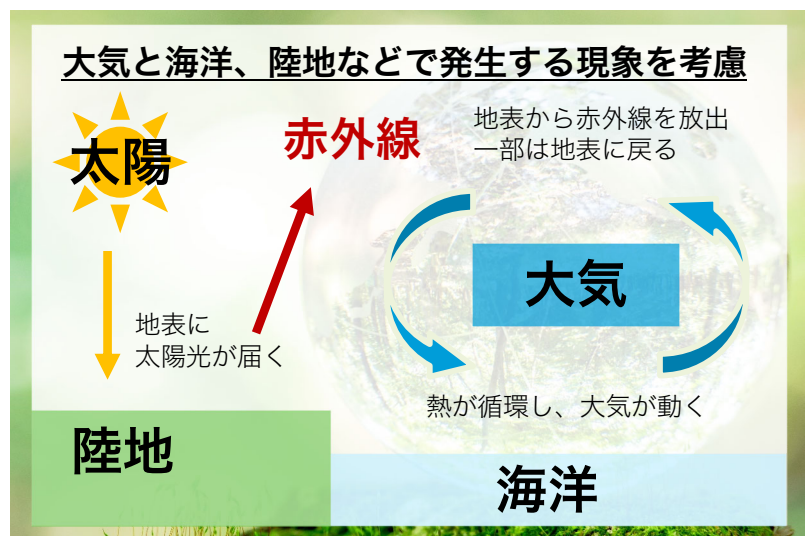 大気と海洋、陸地などで発生する現象を考慮
太陽
赤外線
地表から赤外線を放出
一部は地表に戻る
大気
地表に
太陽光が届く
熱が循環し、大気が動く
陸地
海洋